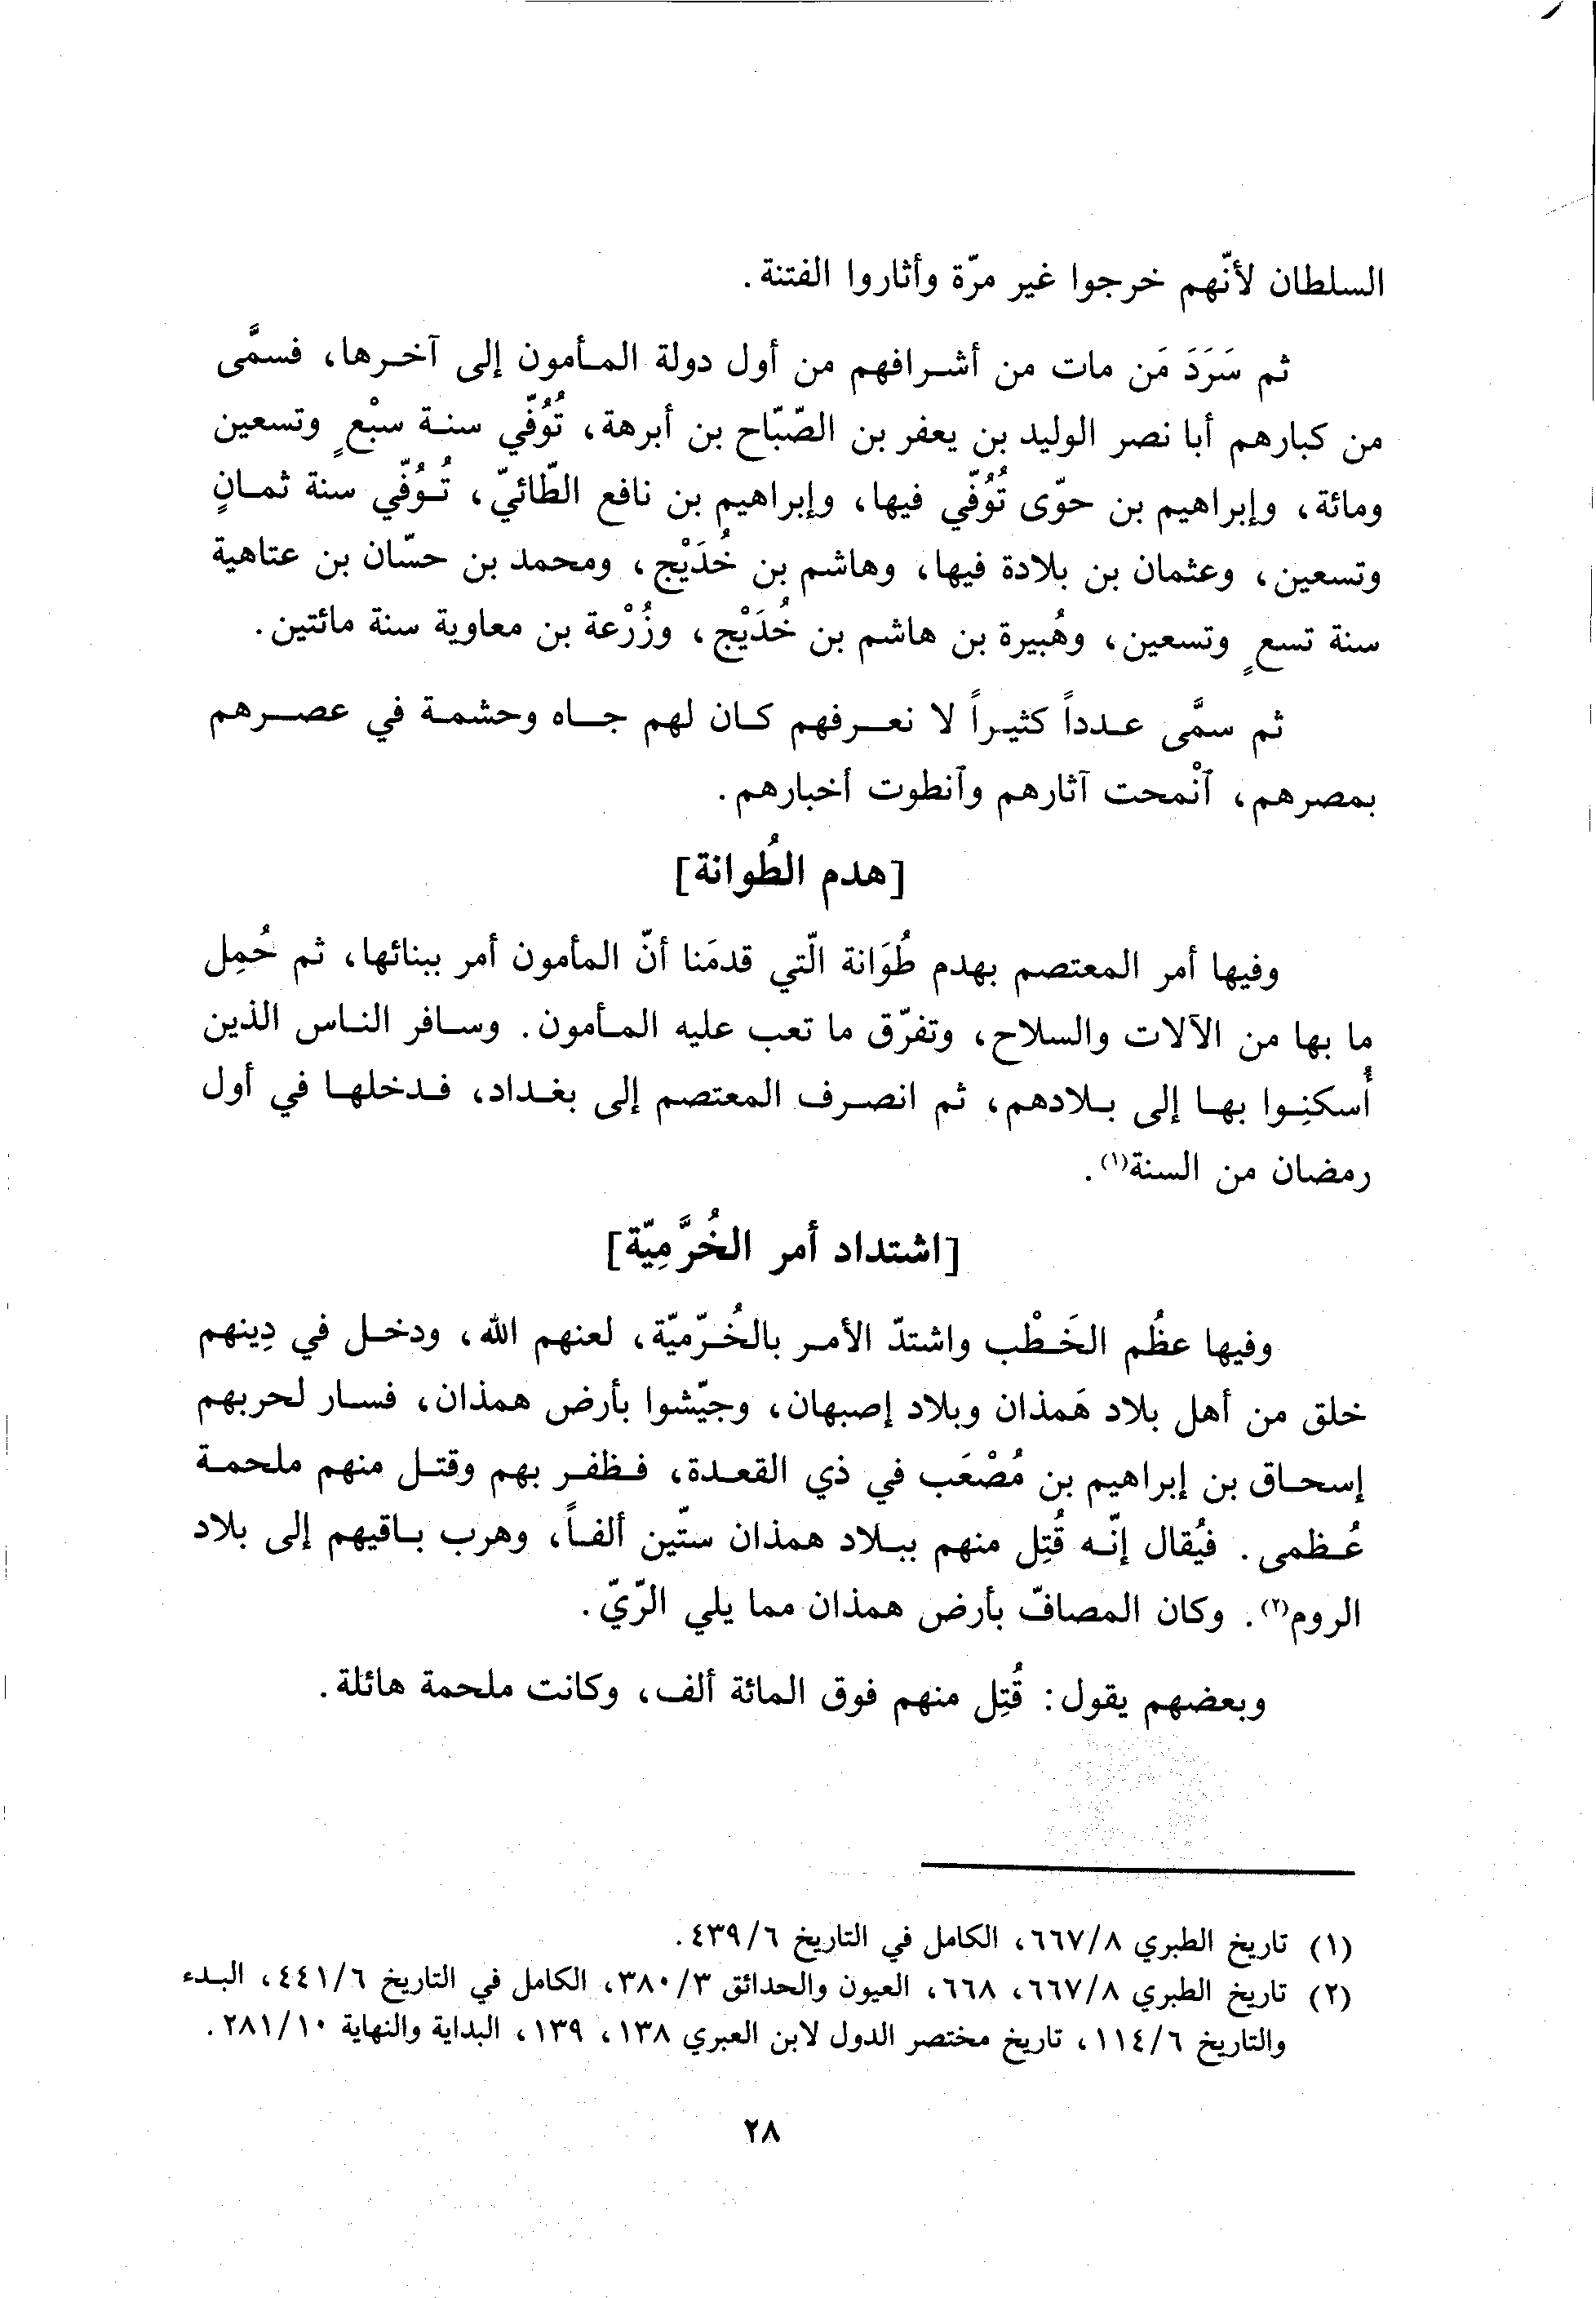 السلطان لأنّهم خرجوا غير مرّة وأثاروا الفتنة.
ثم سَرَدَ مَن مات من أشرافهم من أول دولة المأمون إلى آخرها، فسمَّى
من كبارهم أبا نصر الوليد بن يعفر بن الصّبّاح بن أبرهة، تُوُفّي سنة سبْعٍ وتسعين
ومائة، وإبراهيم بن حوّى تُوُفّي فيها، وإبراهيم بن نافع الطّائيّ، تُوُفّي سنة ثمانٍ
وتسعين، وعثمان بن بلادة فيها، وهاشم بن خُدَيْج، ومحمد بن حسّان بن عتاهية
سنة تسعٍ وتسعين، وهُبيرة بن هاشم بن خُدَيْج، وزُرْعة بن معاوية سنة مائتين.
ثم سمَّى عدداً كثيراً لا نعرفهم كان لهم جاه وحشمة في عصرهم
بمصرهم، ٱنْمحت آثارهم وٱنطوت أخبارهم.
[هدم الطُوانة]
وفيها أمر المعتصم بهدم طُوَانة الّتي قدمَنا أنّ المأمون أمر ببنائها، ثم حُمِل
ما بها من الآلات والسلاح، وتفرّق ما تعب عليه المأمون. وسافر الناس الذين
أُسكنِوا بها إلى بلادهم، ثم انصرف المعتصم إلى بغداد، فدخلها في أول
رمضان من السنة(١).
[اشتداد أمر الخُرَّمِيّة]
وفيها عظُم الخَطْب واشتدّ الأمر بالخُرّميّة، لعنهم الله، ودخل في دِينهم
خلق من أهل بلاد هَمذان وبلاد إصبهان، وجيّشوا بأرض همذان، فسار لحربهم
إسحاق بن إبراهيم بن مُصْعَب في ذي القعدة، فظفر بهم وقتل منهم ملحمة
عُظمى. فيُقال إنّه قُتِل منهم ببلاد همذان ستّين ألفاً، وهرب باقيهم إلى بلاد
الروم(٢). وكان المصافّ بأرض همذان مما يلي الرّيّ.
وبعضهم يقول: قُتِل منهم فوق المائة ألف، وكانت ملحمة هائلة.
(١) تاريخ الطبري ٦٦٧/٨، الكامل في التاريخ ٤٣٩/٦.
(٢) تاريخ الطبري ٦٦٧/٨، ٦٦٨، العيون والحدائق ٣٨٠/٣، الكامل في التاريخ ٤٤١/٦، البدء
والتاريخ ١١٤/٦، تاريخ مختصر الدول لابن العبري ١٣٨، ١٣٩، البداية والنهاية ٢٨١/١٠.
٢٨